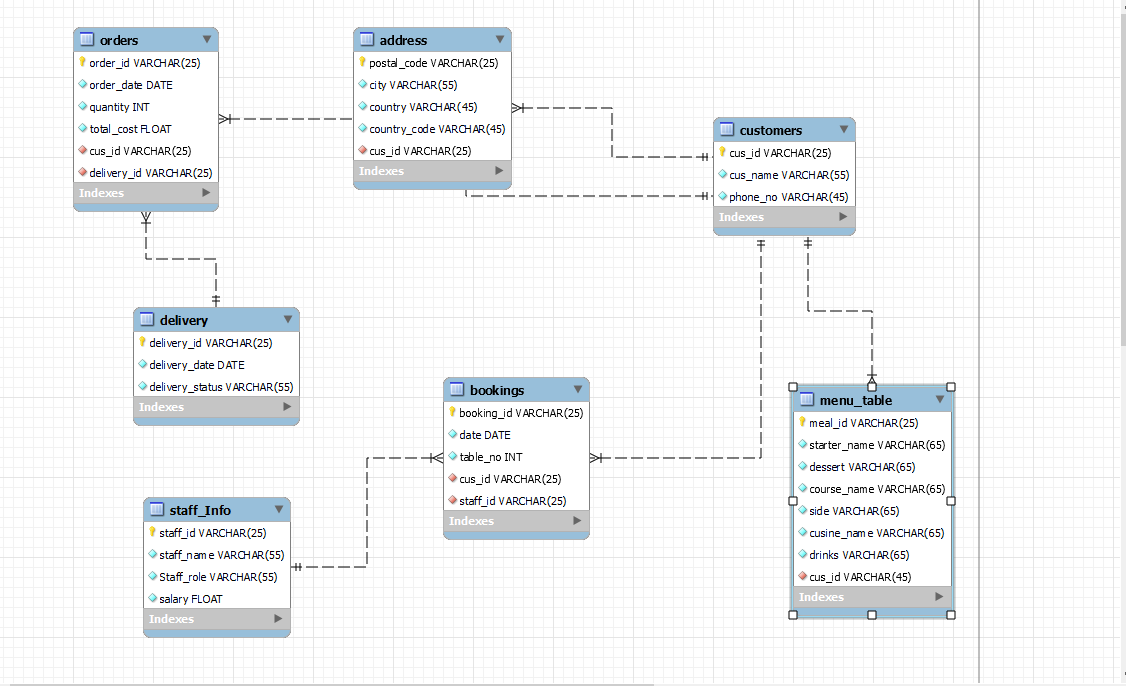 orders
order_id VARCHAR(25)
order_date DATE
quantity INT
total_cost FLOAT
cus_id VARCHAR(25)
delivery_id VARCHAR(25)
Indexes
address
postal_code VARCHAR(25)
city VARCHAR(55)
country VARCHAR(45)
country_code VARCHAR(45)
cus_id VARCHAR(25)
Indexes
customers
cus_id VARCHAR(25)
cus_name VARCHAR(55)
phone_no VARCHAR(45)
Indexes
delivery
delivery_id VARCHAR(25)
delivery_date DATE
delivery_status VARCHAR(55)
Indexes
bookings
booking_id VARCHAR(25)
date DATE
table_no INT
cus_id VARCHAR(25)
staff_id VARCHAR(25)
Indexes
menu_table
meal_id VARCHAR(25)
starter_name VARCHAR(65)
dessert VARCHAR(65)
course_name VARCHAR(65)
side VARCHAR(65)
cusine_name VARCHAR(65)
drinks VARCHAR(65)
cus_id VARCHAR(45)
Indexes
staff_Info
staff_id VARCHAR(25)
staff_name VARCHAR(55)
Staff_role VARCHAR(55)
salary FLOAT
Indexes